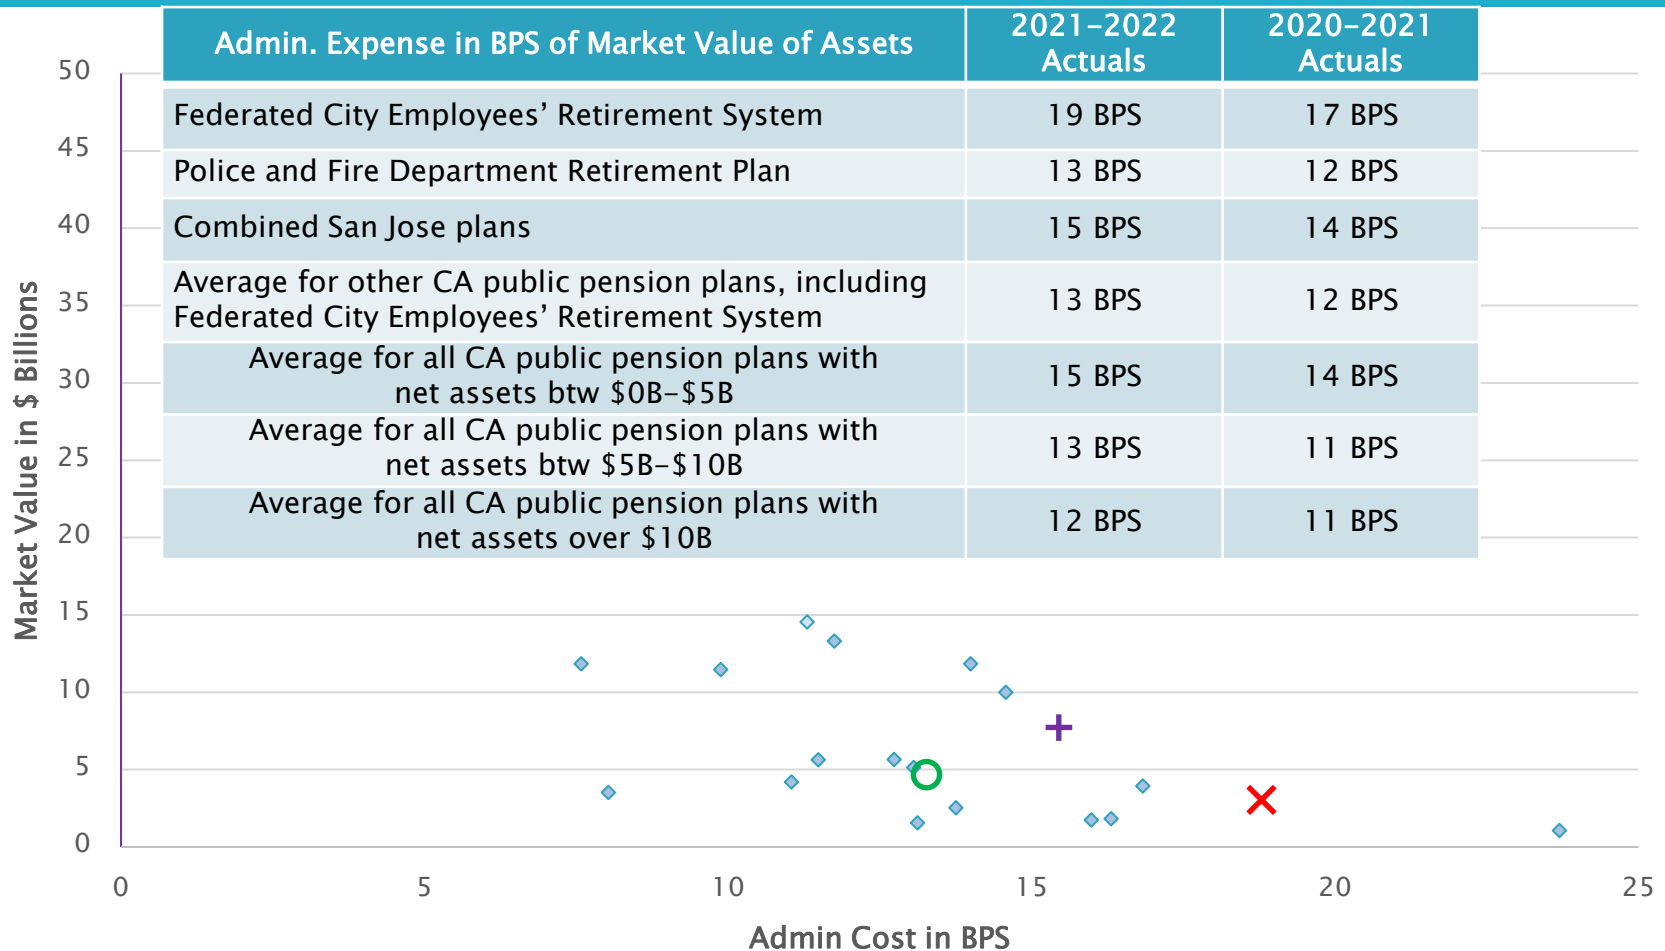 Admin. Expense in BPS of Market Value of Assets
2021-2022
Actuals
2020-2021
Actuals
Federated City Employees’ Retirement System
19 BPS
17 BPS
Police and Fire Department Retirement Plan
13 BPS
12 BPS
Combined San Jose plans
15 BPS
14 BPS
Average for other CA public pension plans, including
Federated City Employees’ Retirement System
13 BPS
12 BPS
Average for all CA public pension plans with
net assets btw $0B-$5B
15 BPS
14 BPS
Average for all CA public pension plans with
net assets btw $5B-$10B
13 BPS
11 BPS
Average for all CA public pension plans with
net assets over $10B
12 BPS
11 BPS
Market Value in $ Billions
50
45
40
35
30
25
20
15
10
5
0
0
5
10
15
20
25
Admin Cost in BPS